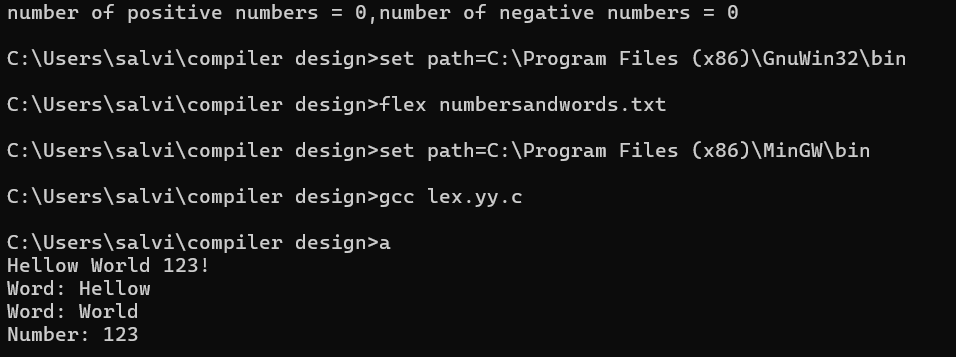 number of positive numbers = 0,number of negative numbers = 0
C:\Users\salvi\compiler design>set path=C:\Program Files (x86)\GnuWin32\bin
C:\Users\salvi\compiler design>flex numbersandwords.txt
C:\Users\salvi\compiler design>set path=C:\Program Files (x86)\MinGW\bin
C:\Users\salvi\compiler design>gcc lex.yy.c
C:\Users\salvi\compiler design>a
Hellow World 123!
Word: Hellow
Word: World
Number: 123